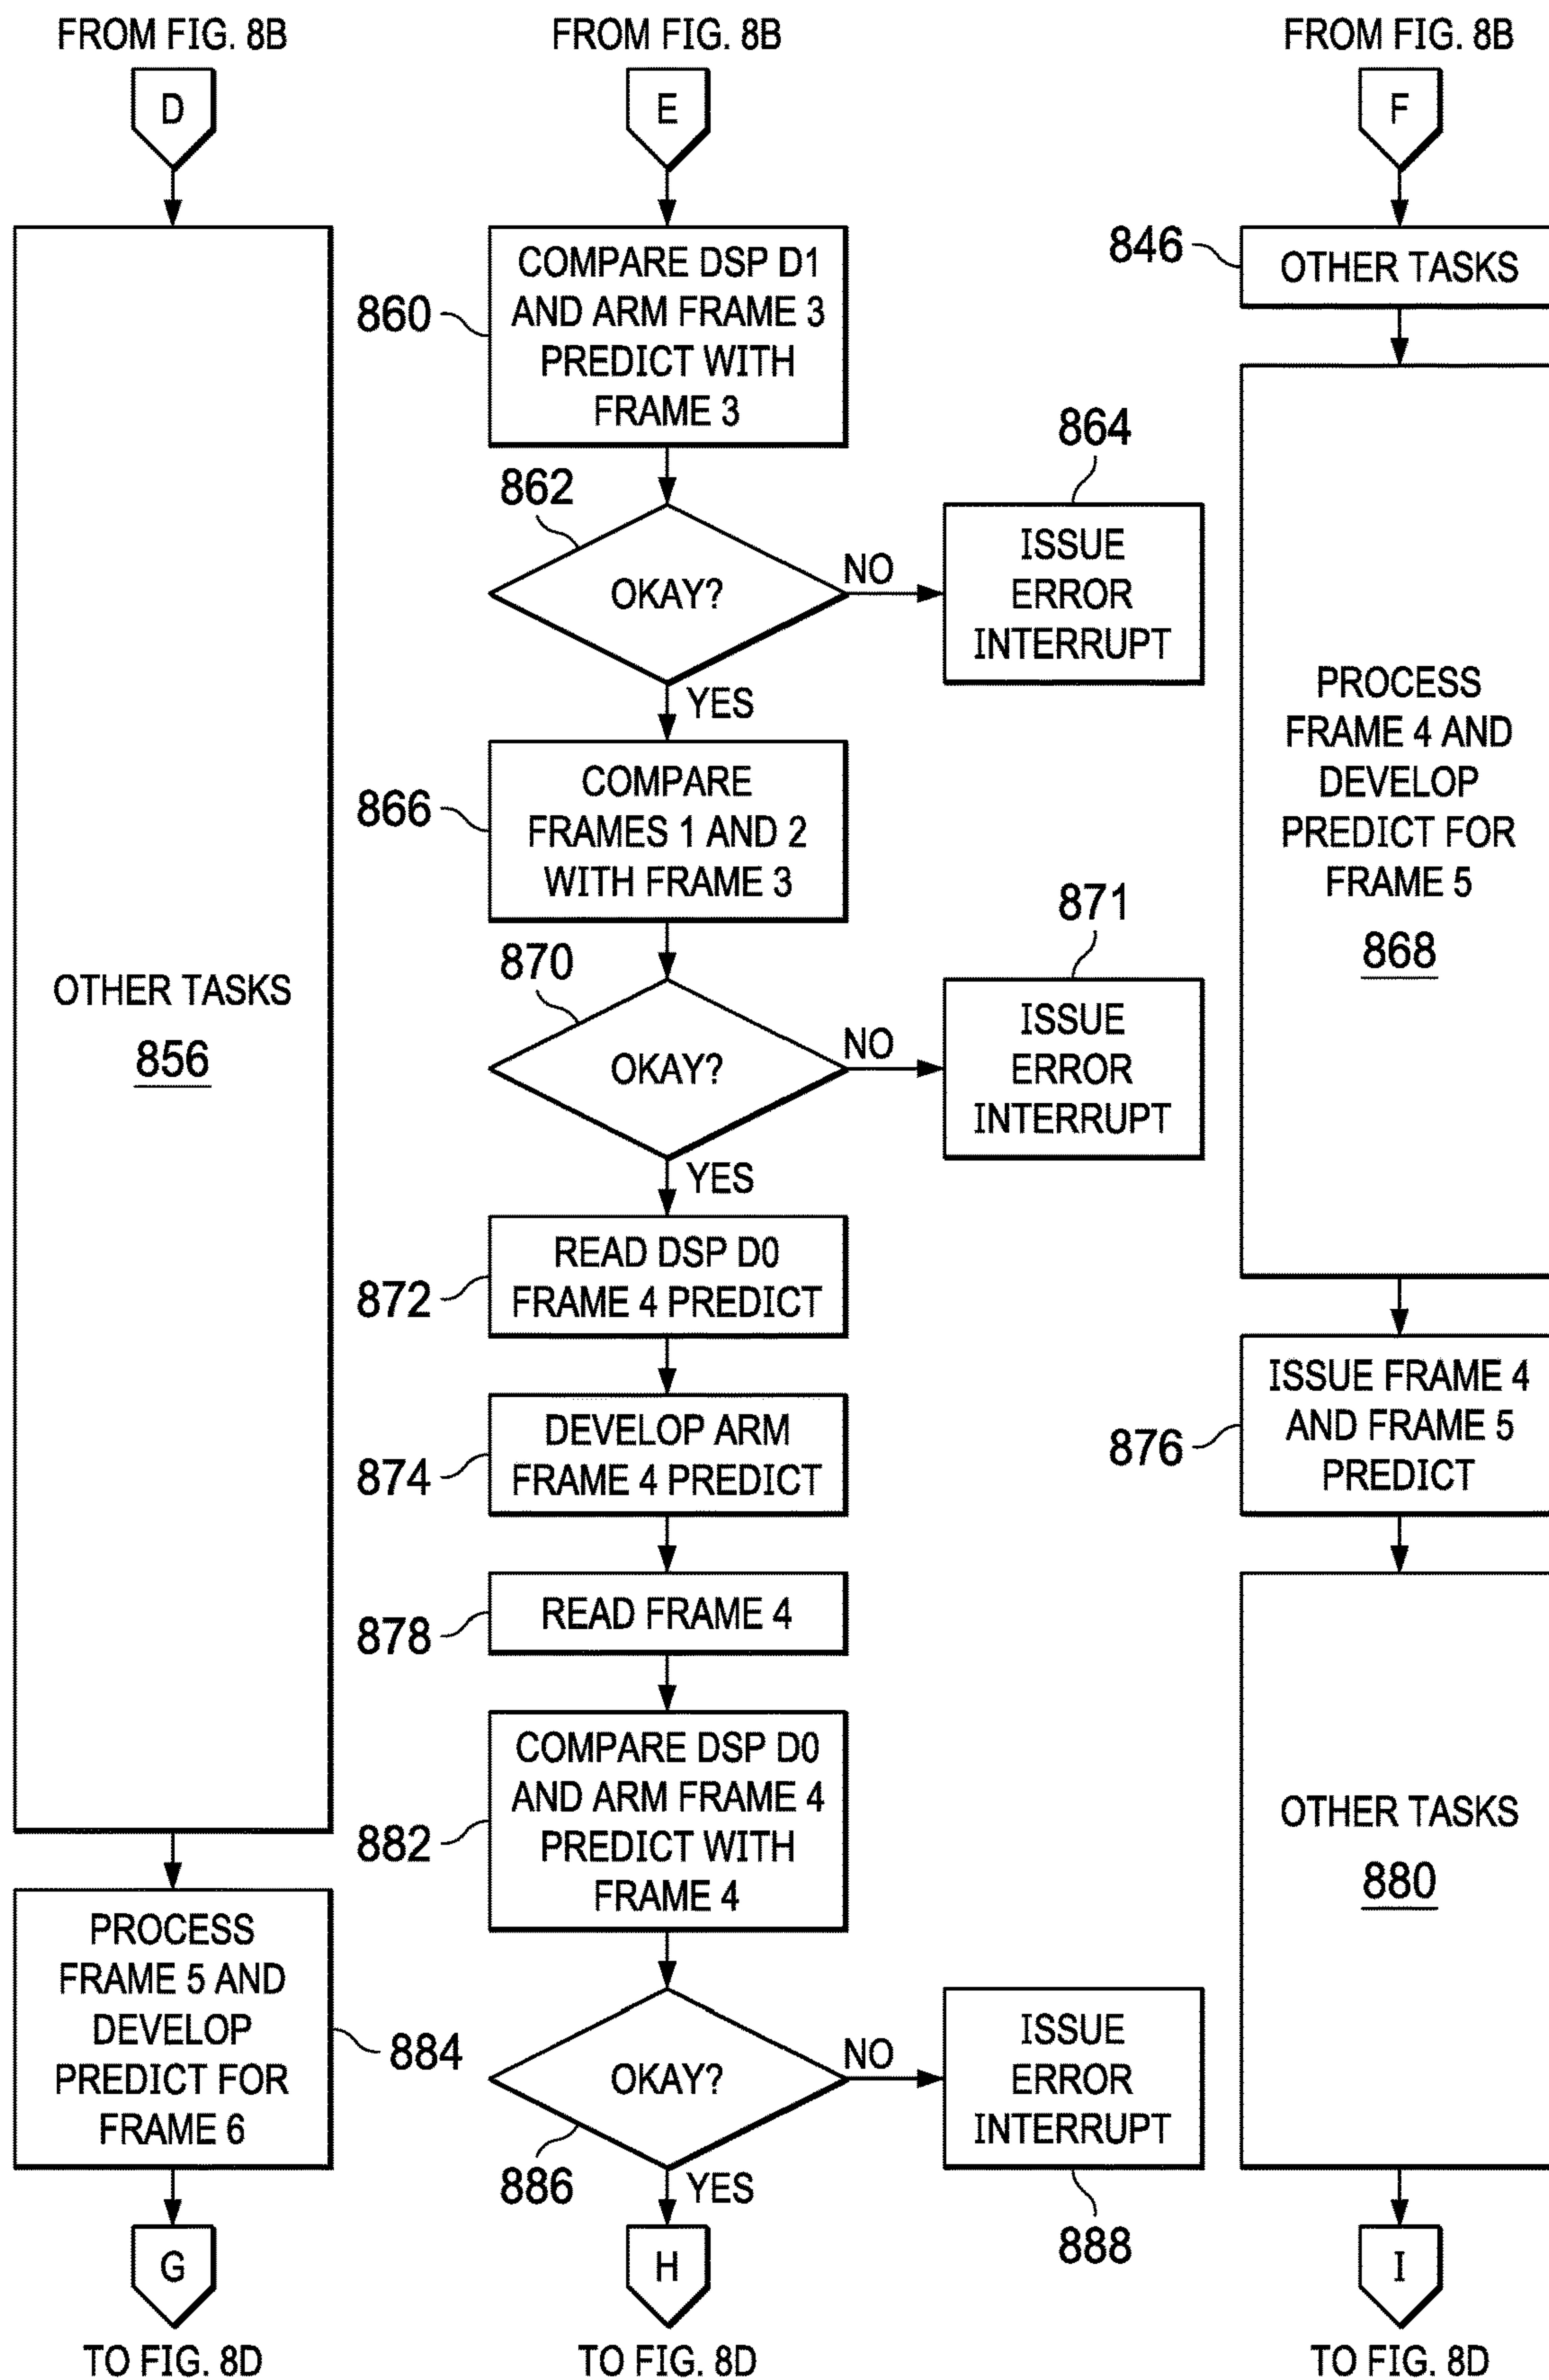 FROM FIG. 8B
D
OTHER TASKS
856
PROCESS
FRAME 5 AND
DEVELOP
PREDICT FOR
FRAME 6
884
G
TO FIG. 8D
FROM FIG. 8B
E
COMPARE DSP D1
AND ARM FRAME 3
PREDICT WITH
FRAME 3
860
862
OKAY?
NO
864
ISSUE
ERROR
INTERRUPT
YES
COMPARE
FRAMES 1 AND 2
WITH FRAME 3
866
870
OKAY?
NO
871
ISSUE
ERROR
INTERRUPT
YES
READ DSP D0
FRAME 4 PREDICT
872
DEVELOP ARM
FRAME 4 PREDICT
874
READ FRAME 4
878
COMPARE DSP D0
AND ARM FRAME 4
PREDICT WITH
FRAME 4
882
OKAY?
886
NO
ISSUE
ERROR
INTERRUPT
888
YES
H
TO FIG. 8D
FROM FIG. 8B
F
846
OTHER TASKS
PROCESS
FRAME 4 AND
DEVELOP
PREDICT FOR
FRAME 5
868
ISSUE FRAME 4
AND FRAME 5
PREDICT
876
OTHER TASKS
880
I
TO FIG. 8D